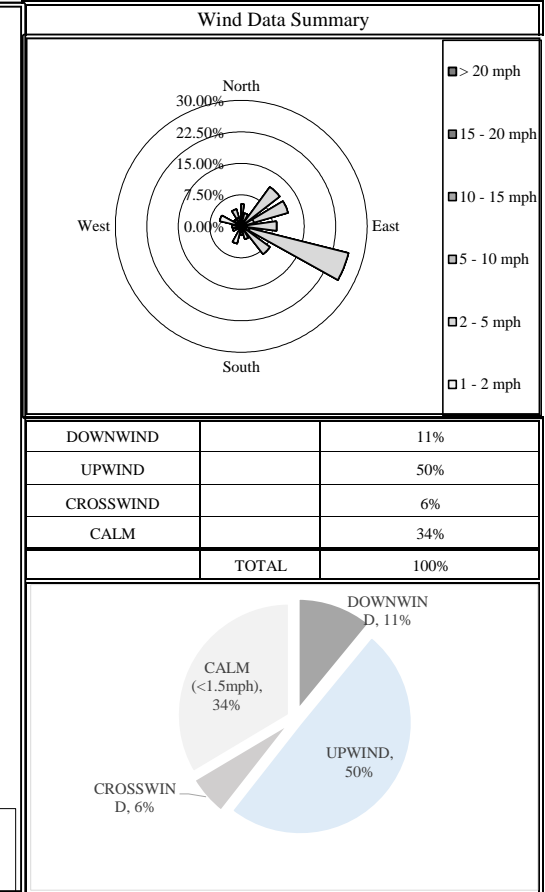 Wind Data Summary
North
30.00%
22.50%
15.00%
7.50%
0.00%
West
East
South
> 20 mph
15 - 20 mph
10 - 15 mph
5 - 10 mph
2 - 5 mph
1 - 2 mph
DOWNWIND 11%
UPWIND 50%
CROSSWIND 6%
CALM 34%
TOTAL 100%
DOWNWIN
D, 11%
CALM
(<1.5mph),
34%
UPWIND,
50%
CROSSWIN
D, 6%